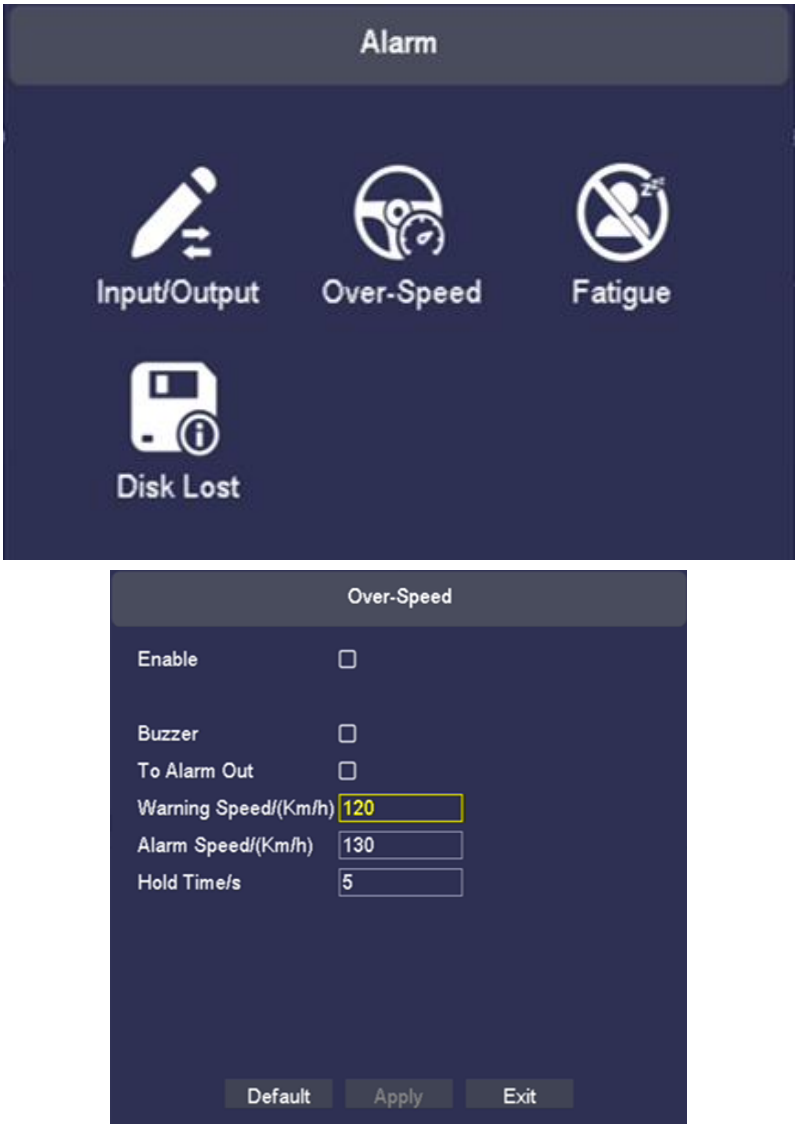 Alarm
Input/Output Over-Speed Fatigue
Disk Lost
Over-Speed
Enable
Buzzer
To Alarm Out
Warning Speed/(Km/h) 120
Alarm Speed/(Km/h) 130
Hold Time/s 5
Default Apply Exit